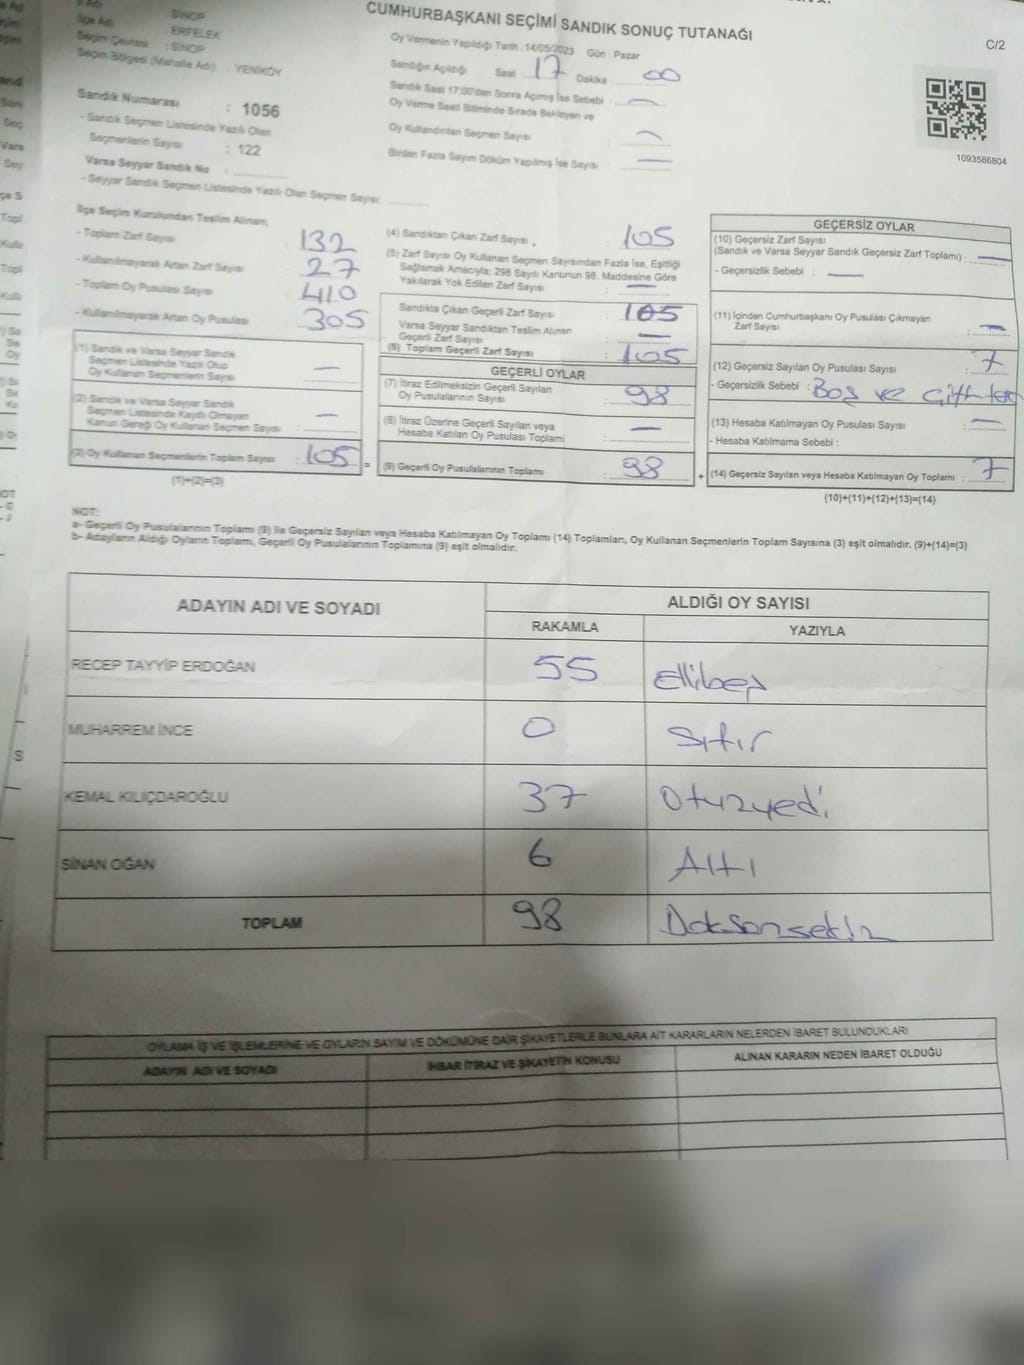 CUMHURBAŞKANI SEÇİMİ SANDIK SONUÇ TUTANAĞI
C/2
İlçe Adı : ERFELEK
Seçim Çevresi : SİNOP
Seçim Bölgesi (Mahalle Adı) : YENİKÖY
Sandık Numarası : 1056
- Sandık Seçmen Listesinde Yazılı Olan
Seçmenlerin Sayısı : 122
Varsa Seyyar Sandık No :
- Seyyar Sandık Seçmen Listesinde Yazılı Olan Seçmen Sayısı:
Oy Vermenin Yapıldığı Tarih : 14/05/2023 Gün : Pazar
Sandığın Açıldığı Saat : 17 Dakika : 00
Sandık Saat 17:00'den Sonra Açımış İse Sebebi : —
Oy Verme Saati Bitiminde Sırada Bekleyen ve
Oy Kullandırılan Seçmen Sayısı : —
Birden Fazla Sayım Döküm Yapılmış İse Sayısı : —
1093586804
İlçe Seçim Kurulundan Teslim Alınan;
- Toplam Zarf Sayısı : 132
- Kullanılmayarak Artan Zarf Sayısı : 27
- Toplam Oy Pusulası Sayısı : 410
- Kullanılmayarak Artan Oy Pusulası : 305
(1) Sandık ve Varsa Seyyar Sandık
Seçmen Listesinde Yazılı Olup
Oy Kullanan Seçmenlerin Sayısı : —
(2) Sandık ve Varsa Seyyar Sandık
Seçmen Listesinde Kayıtlı Olmayan
Kanun Gereği Oy Kullanan Seçmen Sayısı : —
(3) Oy Kullanan Seçmenlerin Toplam Sayısı : 105 =
(1)+(2)=(3)
(4) Sandıktan Çıkan Zarf Sayısı , : 105
(5) Zarf Sayısı Oy Kullanan Seçmen Sayısından Fazla İse, Eşitliği
Sağlamak Amacıyla; 298 Sayılı Kanunun 98. Maddesine Göre
Yakılarak Yok Edilen Zarf Sayısı : —
Sandıkta Çıkan Geçerli Zarf Sayısı : 105
Varsa Seyyar Sandıktan Teslim Alınan
Geçerli Zarf Sayısı : —
(6) Toplam Geçerli Zarf Sayısı : 105
GEÇERLİ OYLAR
(7) İtiraz Edilmeksizin Geçerli Sayılan
Oy Pusulalarının Sayısı : 98
(8) İtiraz Üzerine Geçerli Sayılan veya
Hesaba Katılan Oy Pusulası Toplamı : —
(9) Geçerli Oy Pusulalarının Toplamı : 98 +
GEÇERSİZ OYLAR
(10) Geçersiz Zarf Sayısı
(Sandık ve Varsa Seyyar Sandık Geçersiz Zarf Toplamı) : —
- Geçersizlik Sebebi : —
(11) İçinden Cumhurbaşkanı Oy Pusulası Çıkmayan
Zarf Sayısı : —
(12) Geçersiz Sayılan Oy Pusulası Sayısı : 7
- Geçersizlik Sebebi : Boş ve
(13) Hesaba Katılmayan Oy Pusulası Sayısı : —
- Hesaba Katılmama Sebebi :
(14) Geçersiz Sayılan veya Hesaba Katılmayan Oy Toplamı : 7
(10)+(11)+(12)+(13)=(14)
NOT:
a- Geçerli Oy Pusulalarının Toplamı (9) ile Geçersiz Sayılan veya Hesaba Katılmayan Oy Toplamı (14) Toplamları, Oy Kullanan Seçmenlerin Toplam Sayısına (3) eşit olmalıdır. (9)+(14)=(3)
b- Adayların Aldığı Oyların Toplamı, Geçerli Oy Pusulalarının Toplamına (9) eşit olmalıdır.
ADAYIN ADI VE SOYADI
ALDIĞI OY SAYISI
RAKAMLA YAZIYLA
RECEP TAYYİP ERDOĞAN 55 Ellibeş
MUHARREM İNCE 0 Sıfır
KEMAL KILIÇDAROĞLU 37 Otuzyedi
SİNAN OĞAN 6 Altı
TOPLAM 98 Doksansekiz
OYLAMA İŞ VE İŞLEMLERİNE VE OYLARIN SAYIM VE DÖKÜMÜNE DAİR ŞİKAYETLERLE BUNLARA AİT KARARLARIN NELERDEN İBARET BULUNDUKLARI
ADAYIN ADI VE SOYADI İHBAR İTİRAZ VE ŞİKAYETİN KONUSU ALINAN KARARIN NEDEN İBARET OLDUĞU